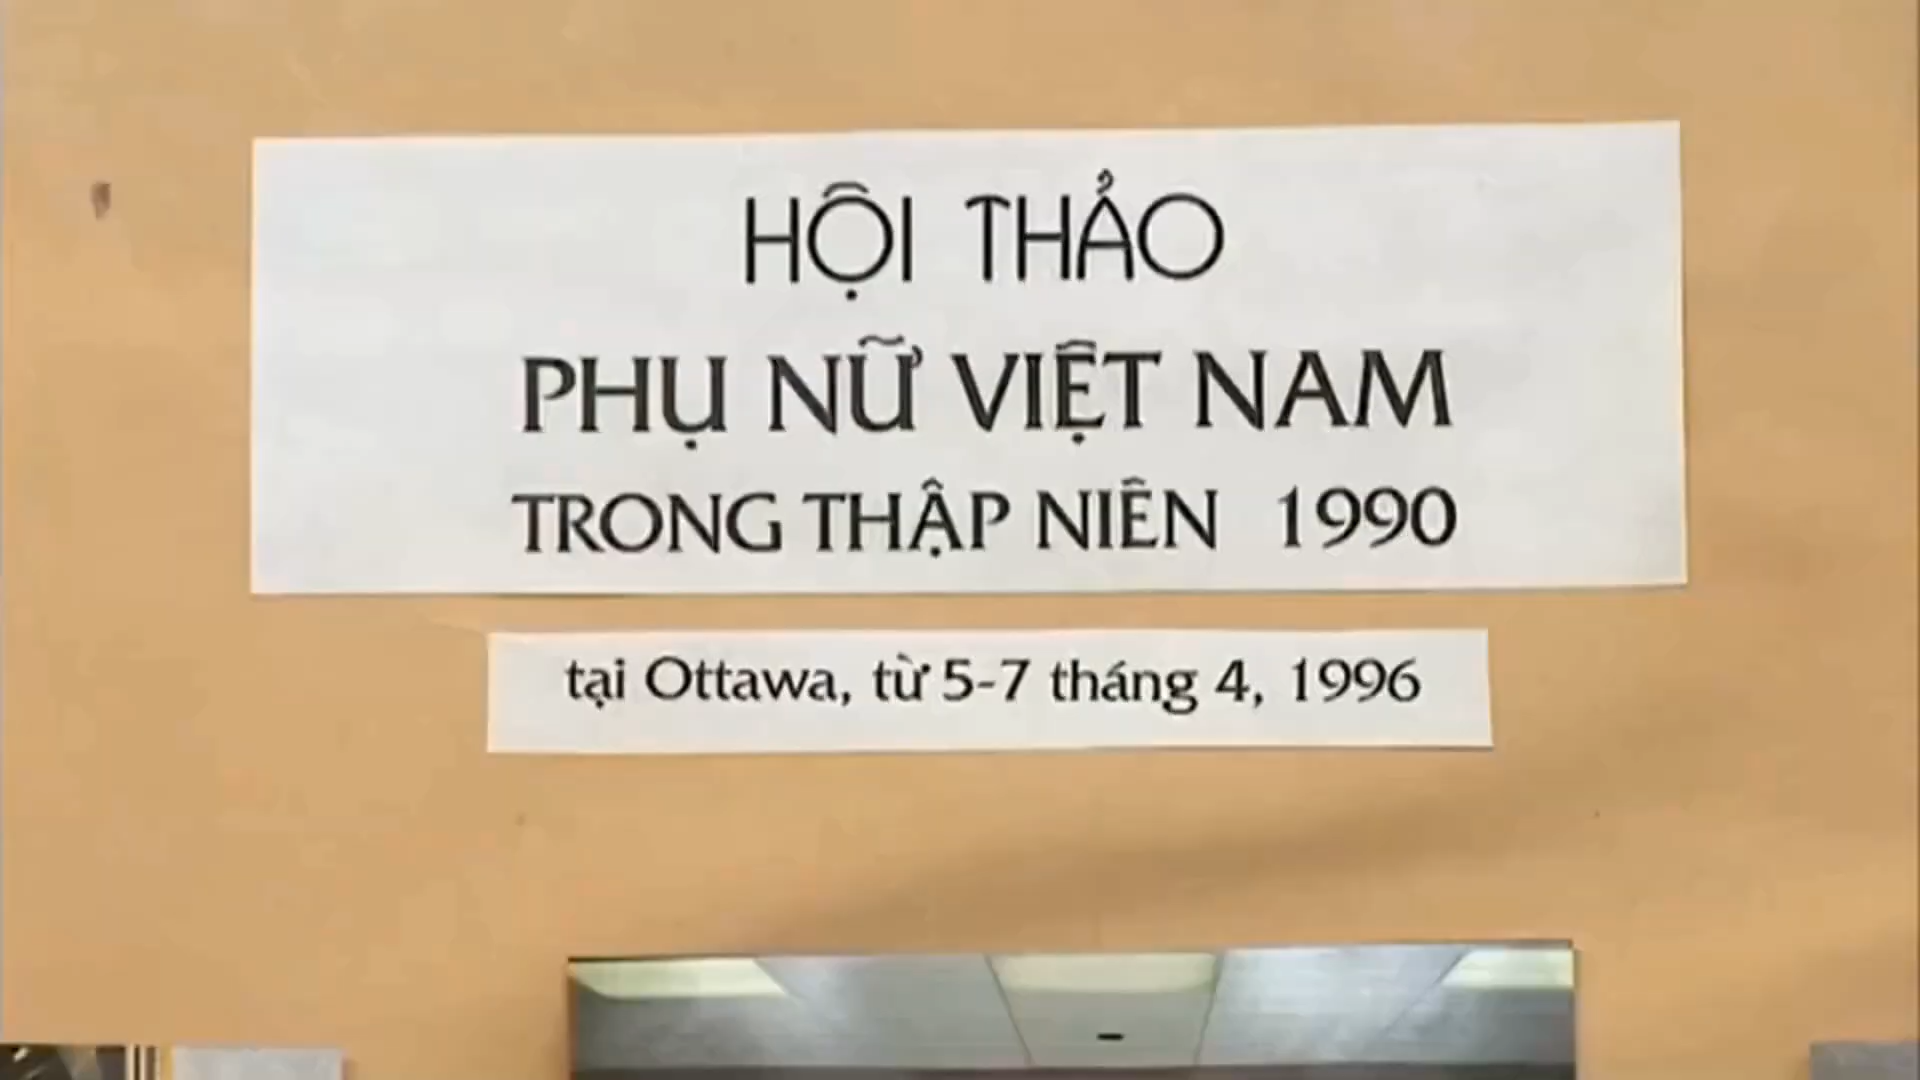 HỘI THẢO
PHỤ NỮ VIỆT NAM
TRONG THẬP NIÊN 1990
tại Ottawa, từ 5-7 tháng 4, 1996